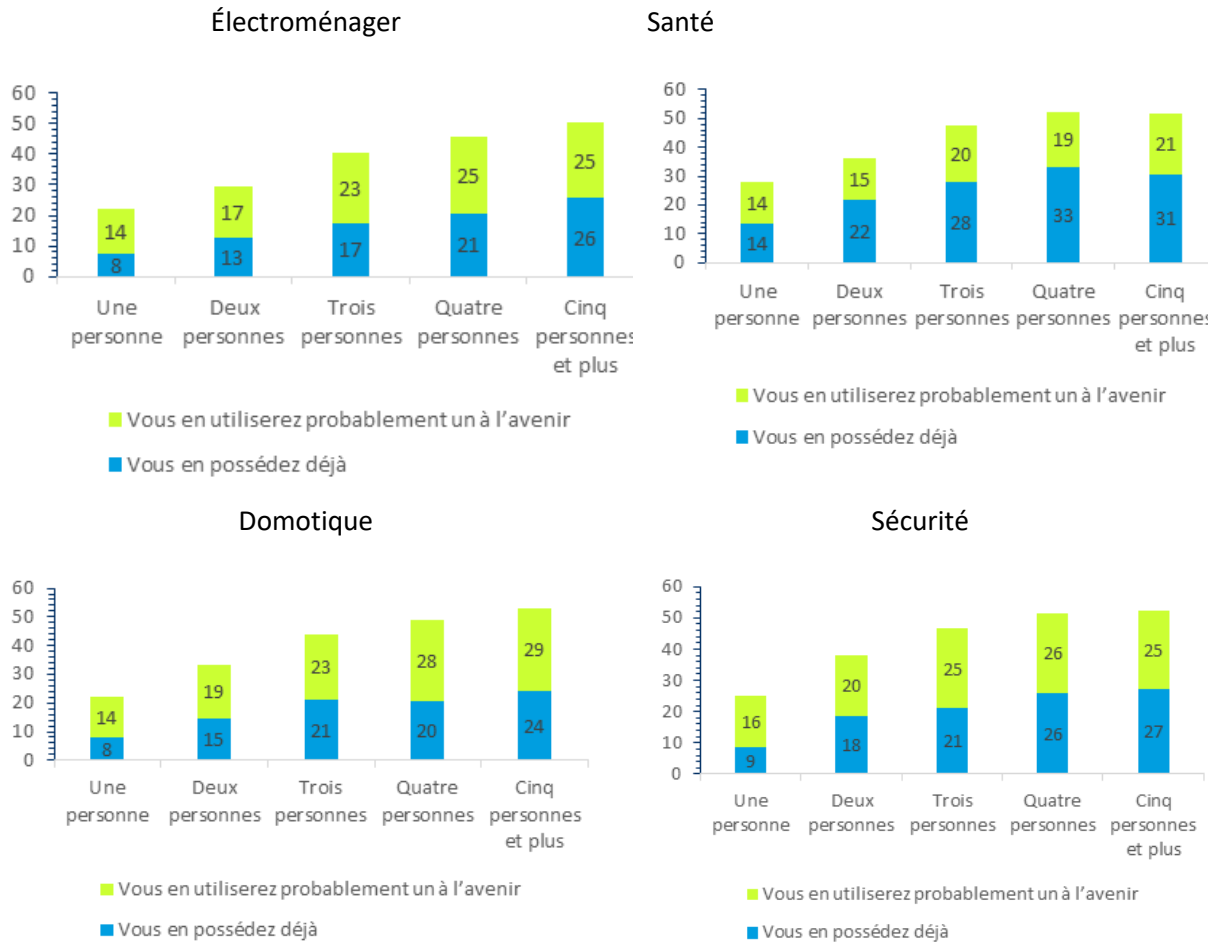 Électroménager
60
50
40
30
20
10
0
14
17
23
25
25
8
13
17
21
26
Une personne
Deux personnes
Trois personnes
Quatre personnes
Cinq personnes et plus
Vous en utiliserez probablement un à l’avenir
Vous en possédez déjà
Santé
60
50
40
30
20
10
0
14
15
20
19
21
14
22
28
33
31
Une personne
Deux personnes
Trois personnes
Quatre personnes
Cinq personnes et plus
Vous en utiliserez probablement un à l’avenir
Vous en possédez déjà
Domotique
60
50
40
30
20
10
0
14
19
23
28
29
8
15
21
20
24
Une personne
Deux personnes
Trois personnes
Quatre personnes
Cinq personnes et plus
Vous en utiliserez probablement un à l’avenir
Vous en possédez déjà
Sécurité
60
50
40
30
20
10
0
16
20
25
26
25
9
18
21
26
27
Une personne
Deux personnes
Trois personnes
Quatre personnes
Cinq personnes et plus
Vous en utiliserez probablement un à l’avenir
Vous en possédez déjà